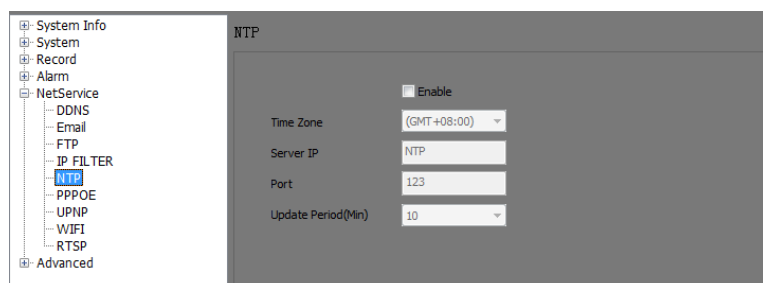 System Info
System
Record
Alarm
NetService
DDNS
Email
FTP
IP FILTER
NTP
PPPOE
UPNP
WIFI
RTSP
Advanced
NTP
Enable
Time Zone (GMT+08:00)
Server IP NTP
Port 123
Update Period(Min) 10